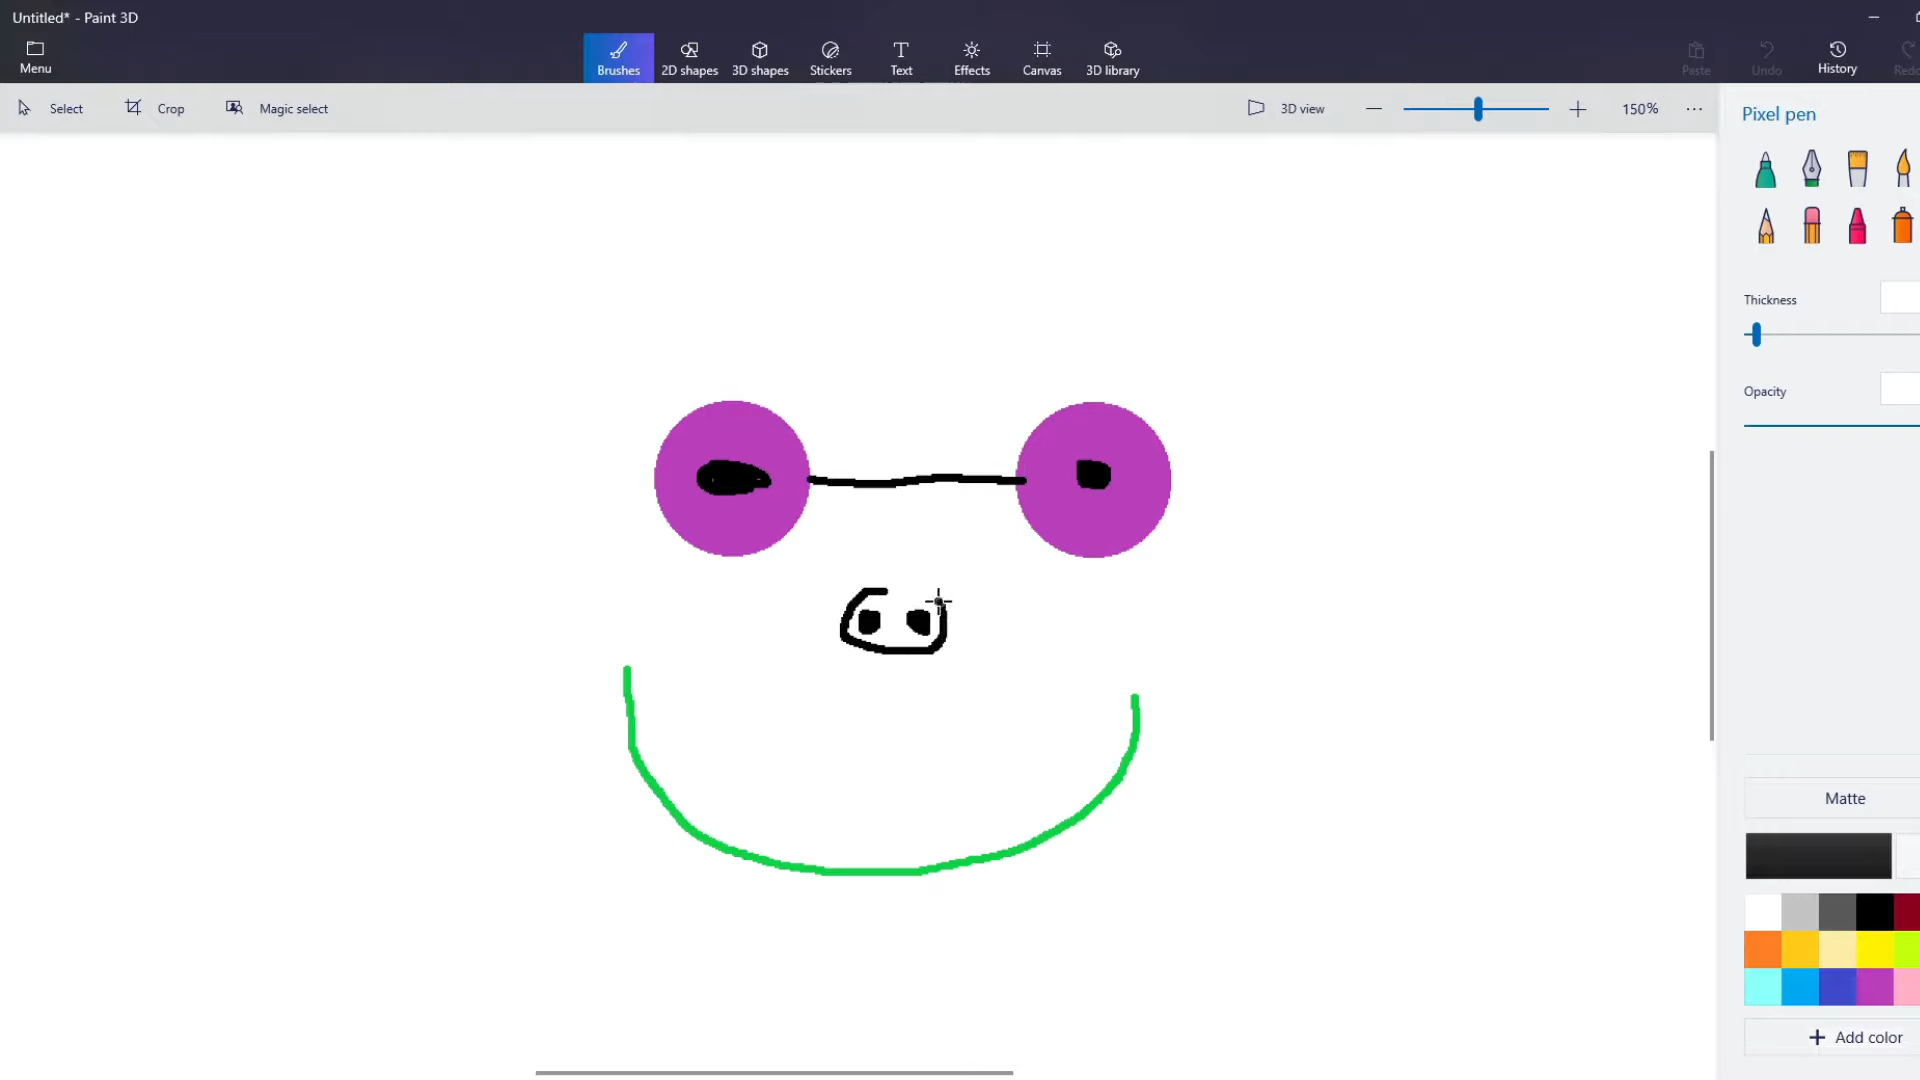 Untitled* - Paint 3D
Menu
Brushes
2D shapes
3D shapes
Stickers
Text
Effects
Canvas
3D library
Paste
Undo
History
Redo
Select
Crop
Magic select
3D view
150%
Pixel pen
Thickness
Opacity
Matte
Add color